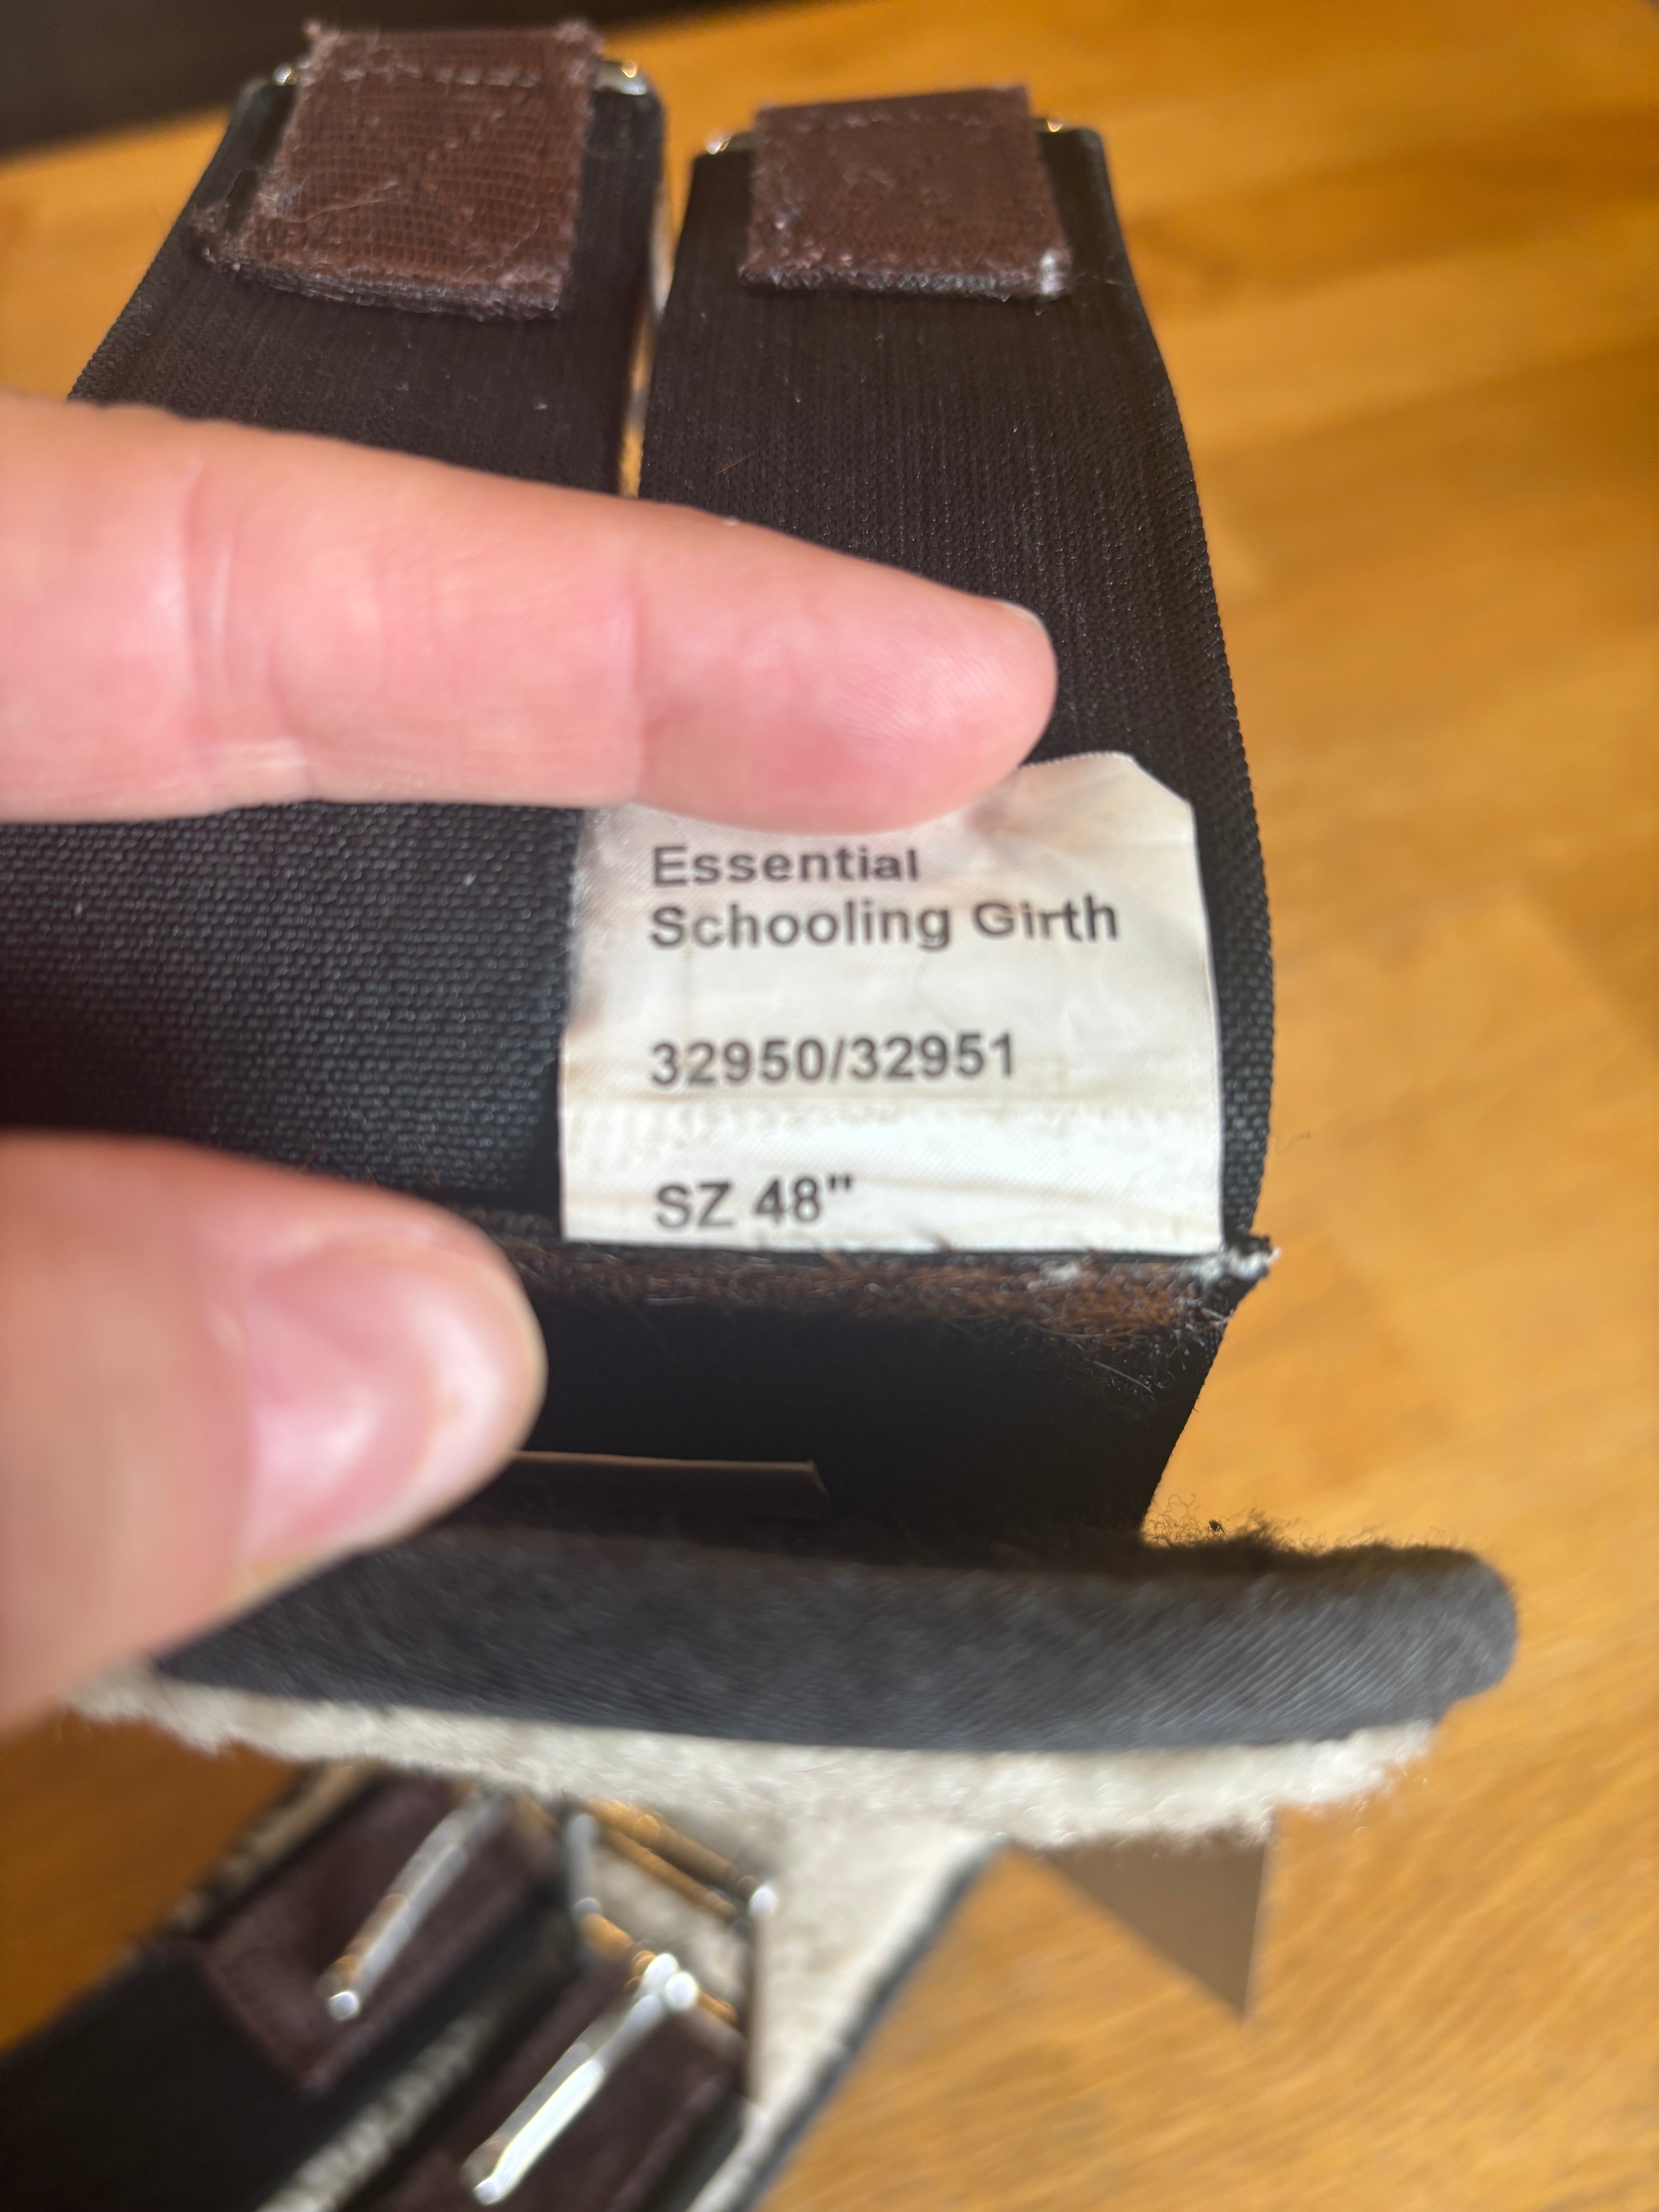 Essential
Schooling Girth
32950/32951
SZ 48"